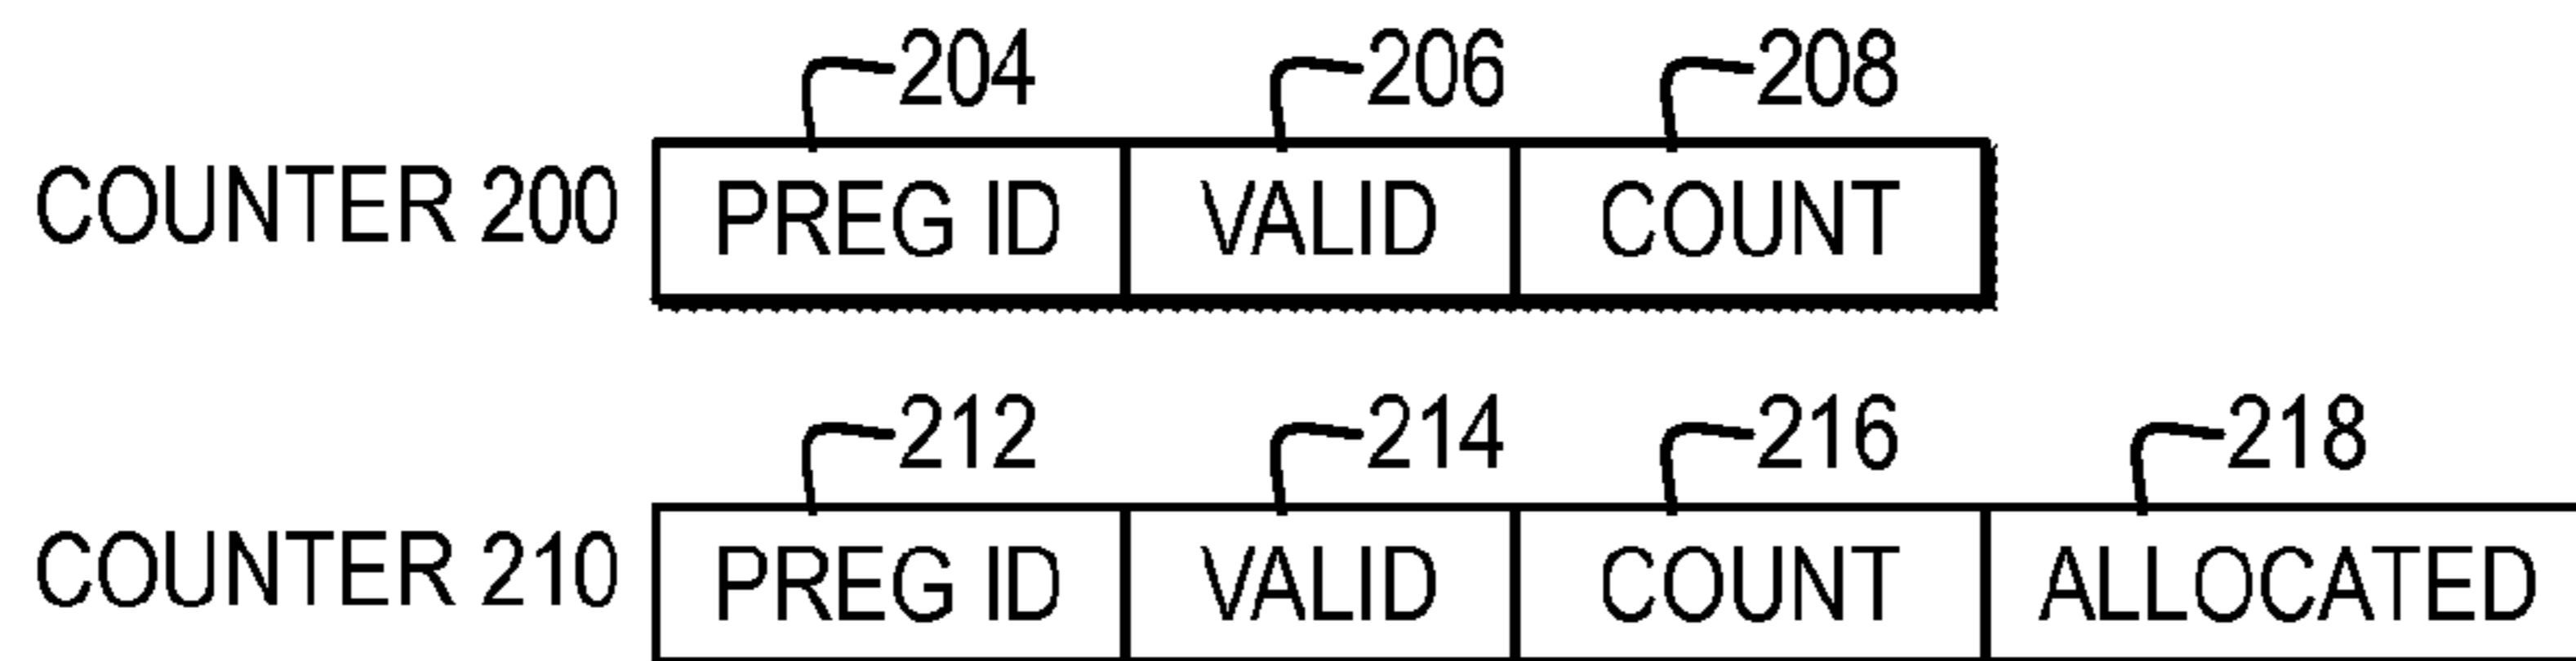 204 206 208
COUNTER 200 PREG ID VALID COUNT
212 214 216 218
COUNTER 210 PREG ID VALID COUNT ALLOCATED